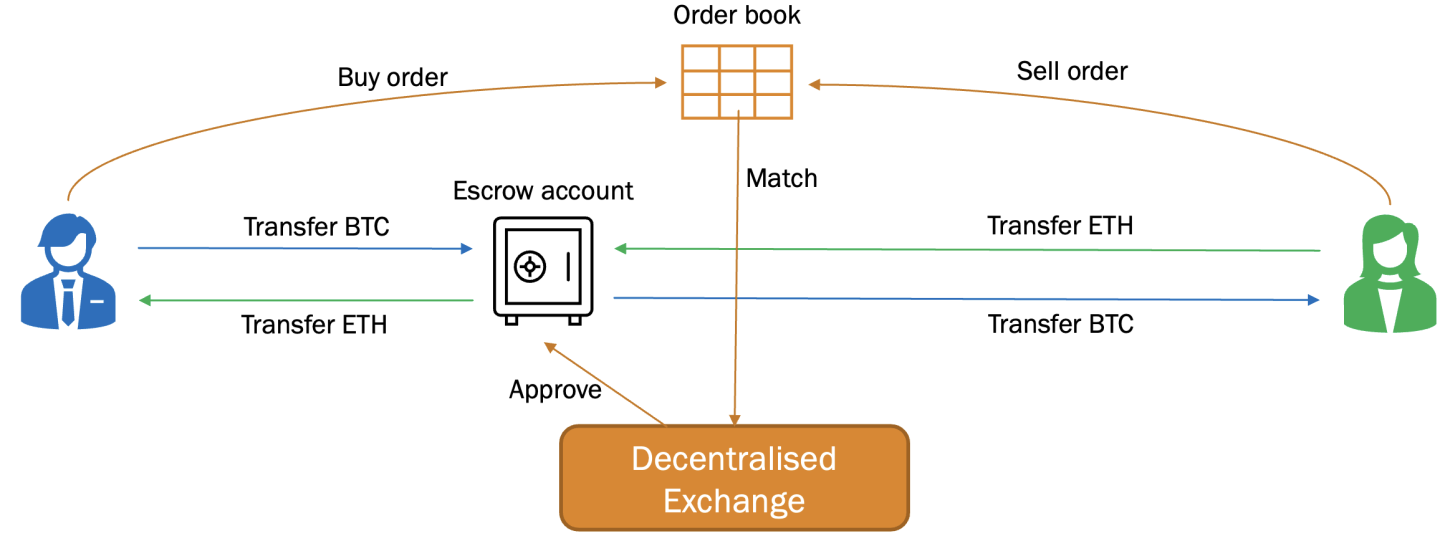 Order book
Buy order
Sell order
Match
Escrow account
Transfer BTC
Transfer ETH
Transfer ETH
Transfer BTC
Approve
Decentralised
Exchange